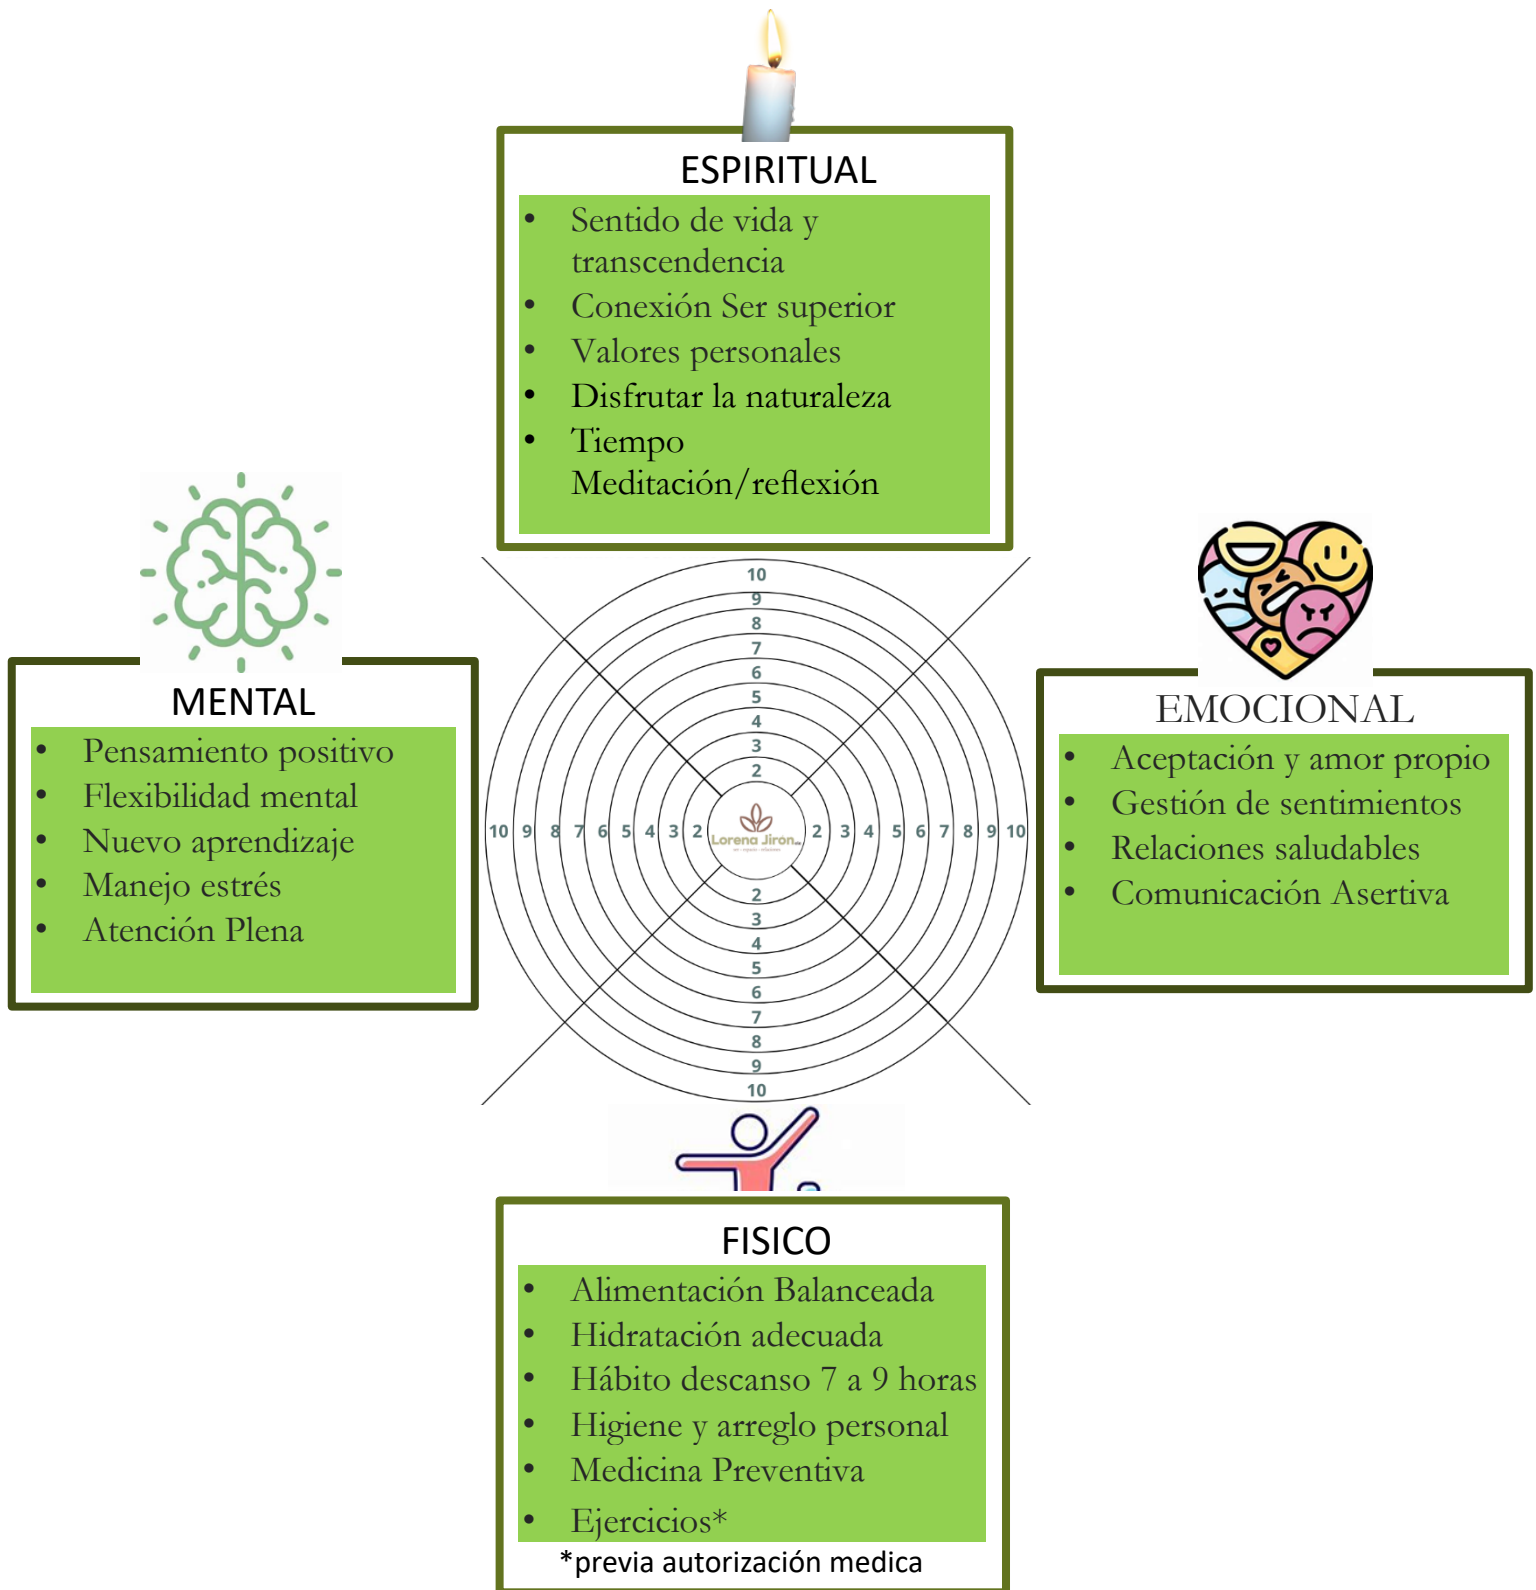 ESPIRITUAL
• Sentido de vida y
transcendencia
• Conexión Ser superior
• Valores personales
• Disfrutar la naturaleza
• Tiempo
Meditación/reflexión
MENTAL
• Pensamiento positivo
• Flexibilidad mental
• Nuevo aprendizaje
• Manejo estrés
• Atención Plena
10
9
8
7
6
5
4
3
2
10 9 8 7 6 5 4 3 2 Lorena Jirón 2 3 4 5 6 7 8 9 10
2
3
4
5
6
7
8
9
10
EMOCIONAL
• Aceptación y amor propio
• Gestión de sentimientos
• Relaciones saludables
• Comunicación Asertiva
FISICO
• Alimentación Balanceada
• Hidratación adecuada
• Hábito descanso 7 a 9 horas
• Higiene y arreglo personal
• Medicina Preventiva
• Ejercicios*
*previa autorización medica